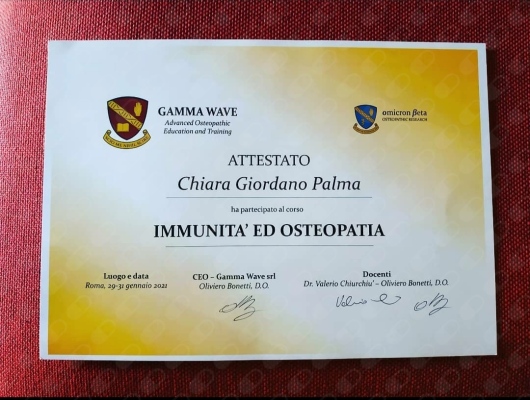 GAMMA WAVE
Advanced Osteopathic
Education and Training
omicron βeta
OSTEOPATHIC RESEARCH
ATTESTATO
Chiara Giordano Palma
ha partecipato al corso
IMMUNITA' ED OSTEOPATIA
Luogo e data
Roma, 29-31 gennaio 2021
CEO – Gamma Wave srl
Oliviero Bonetti, D.O.
Docenti
Dr. Valerio Chiurchiu' – Oliviero Bonetti, D.O.